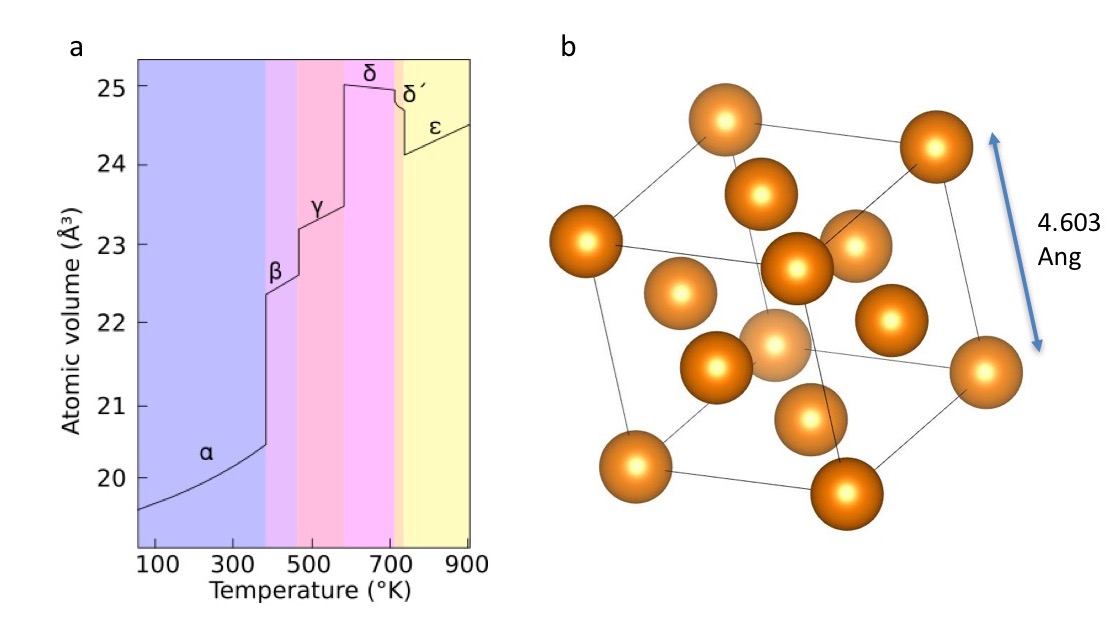 a
b
25
24
23
22
21
20
Atomic volume (Å³)
α
β
γ
δ
δ´
ε
100 300 500 700 900
Temperature (°K)
4.603
Ang